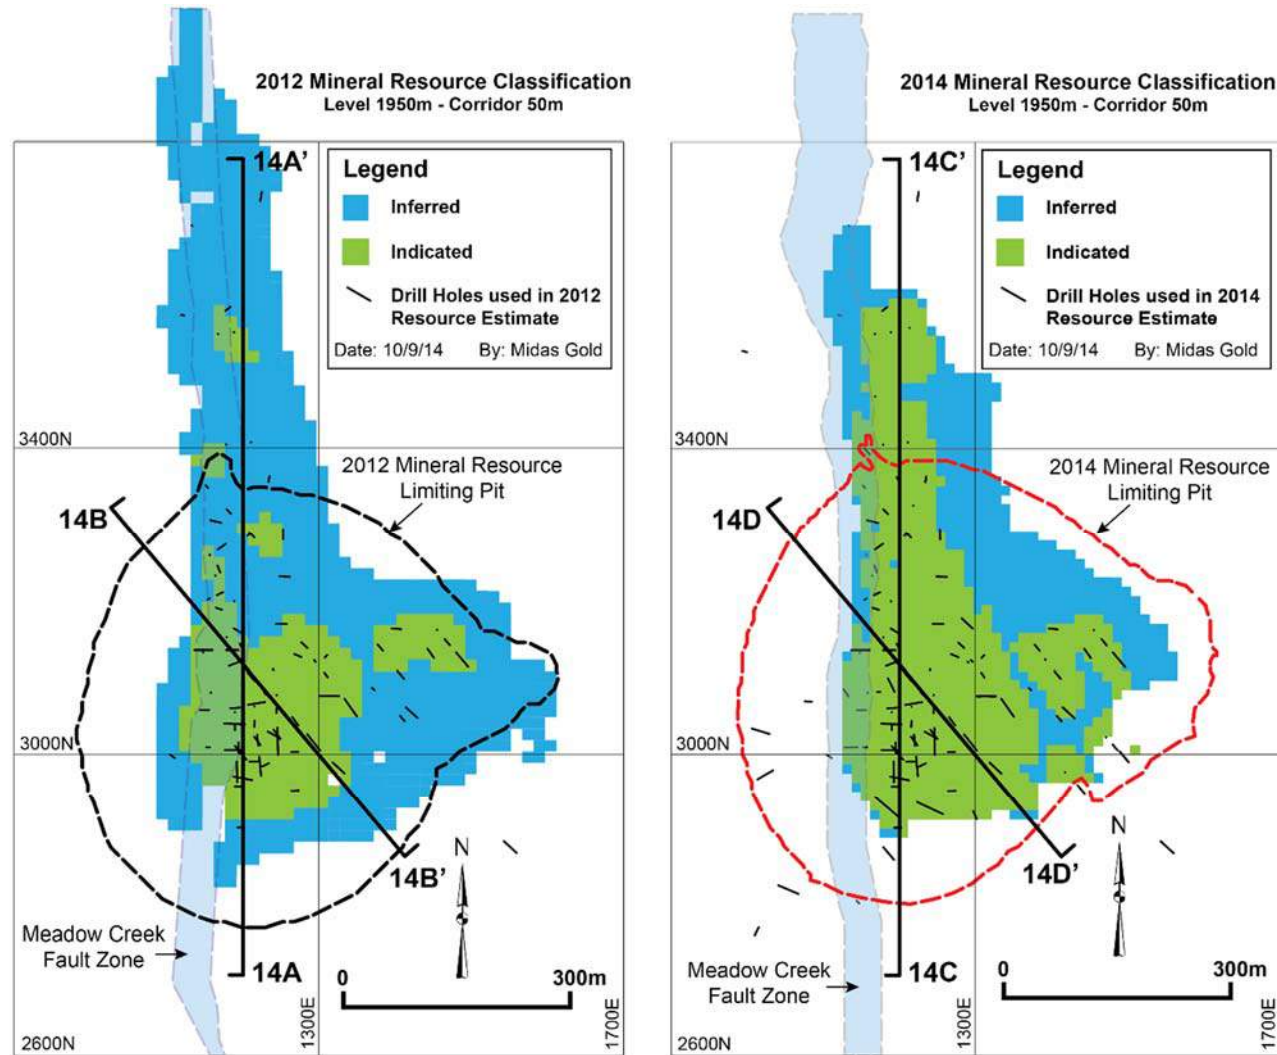 2012 Mineral Resource Classification
Level 1950m - Corridor 50m
14A'
Legend
Inferred
Indicated
Drill Holes used in 2012
Resource Estimate
Date: 10/9/14 By: Midas Gold
3400N
2012 Mineral Resource
Limiting Pit
14B
3000N
14B'
N
Meadow Creek
Fault Zone
14A
0 300m
2600N
1300E
1700E
2014 Mineral Resource Classification
Level 1950m - Corridor 50m
14C'
Legend
Inferred
Indicated
Drill Holes used in 2014
Resource Estimate
Date: 10/9/14 By: Midas Gold
3400N
2014 Mineral Resource
Limiting Pit
14D
3000N
14D'
N
Meadow Creek
Fault Zone
14C
0 300m
2600N
1300E
1700E